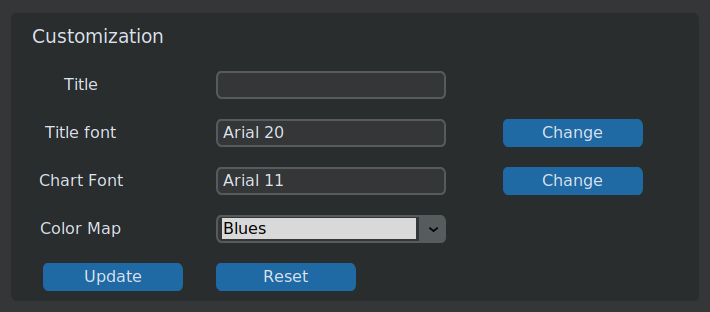 Customization
Title
Title font Arial 20 Change
Chart Font Arial 11 Change
Color Map Blues
Update Reset